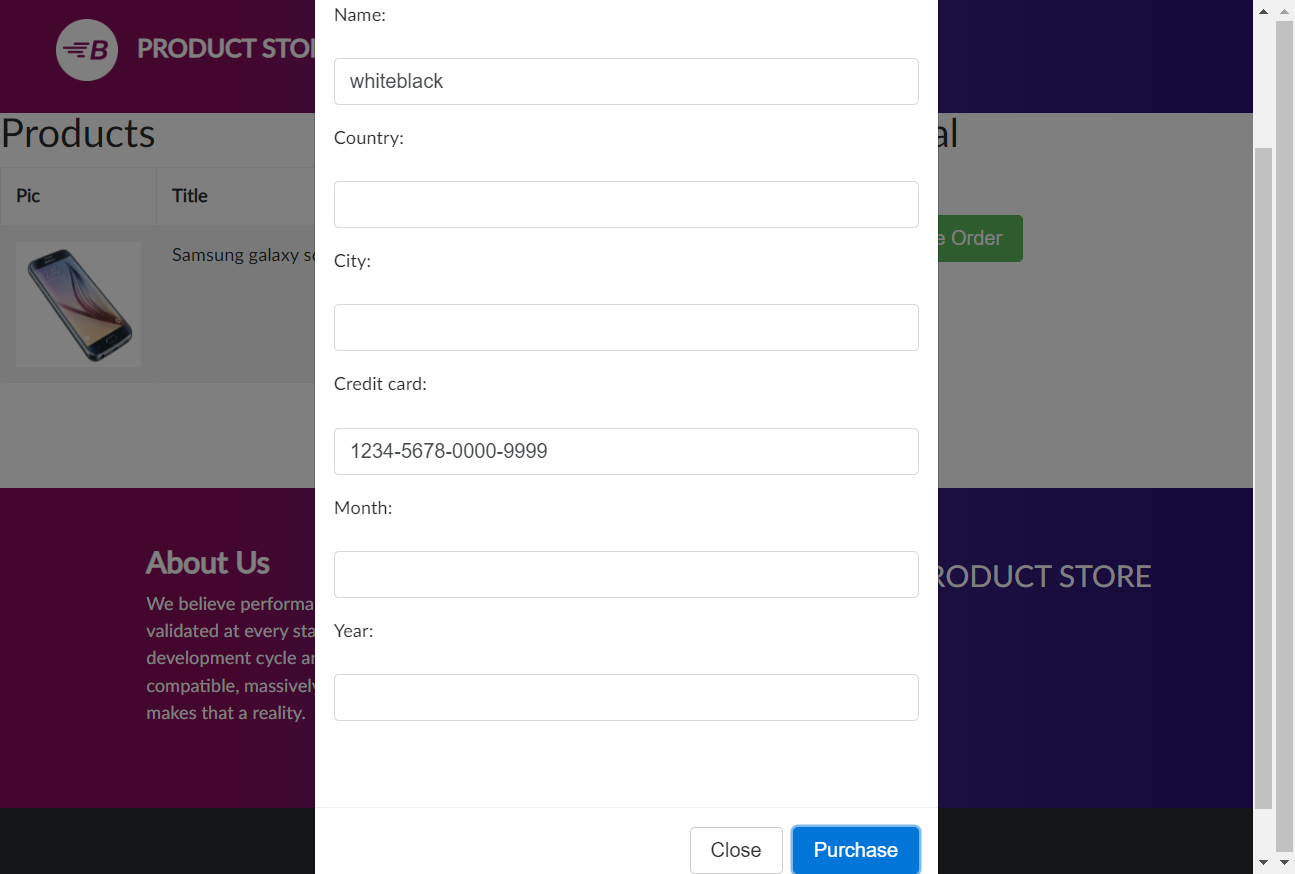 PRODUCT STO
Name:
whiteblack
Country:
City:
Credit card:
1234-5678-0000-9999
Month:
Year:
Close
Purchase
Products
al
Pic
Title
Samsung galaxy s
e Order
About Us
We believe performa
validated at every sta
development cycle a
compatible, massively
makes that a reality.
RODUCT STORE